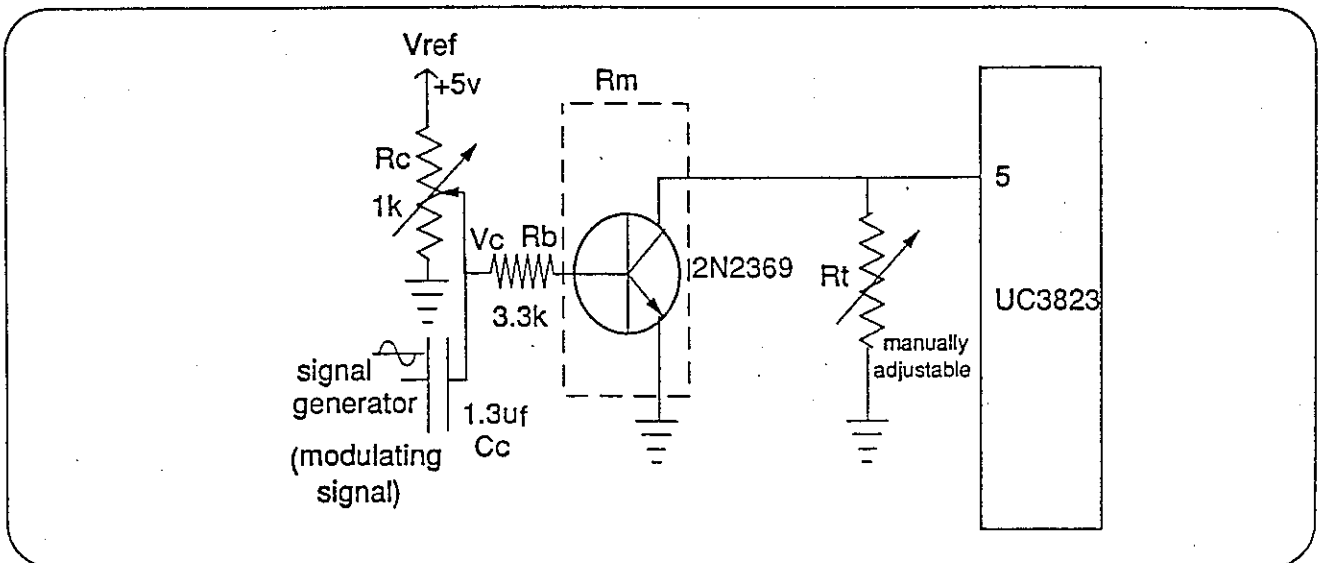 Vref
+5v
Rm
Rc
1k
5
Vc
Rb
2N2369
Rt
UC3823
3.3k
manually
adjustable
signal
generator
1.3uf
Cc
(modulating
signal)